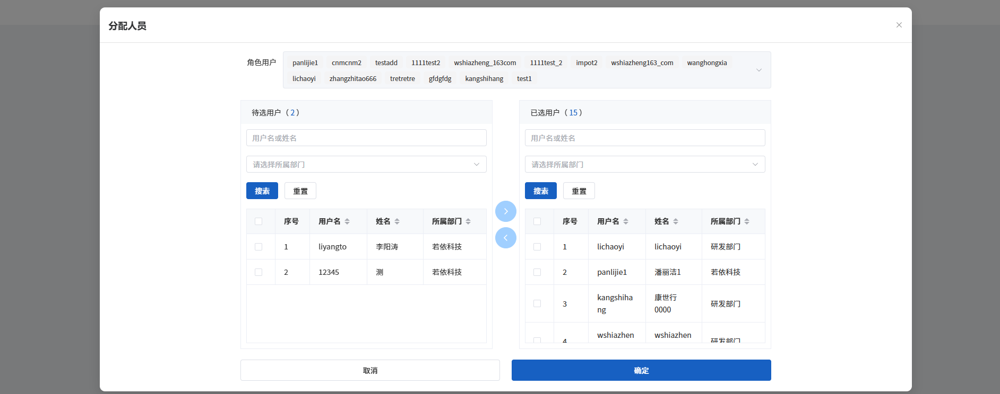 分配人员
角色用户
panlijie1 cnmcnm2 testadd 1111test2 wshiazheng_163com 1111test_2 impot2 wshiazheng163_com wanghongxia
lichaoyi zhangzhitao666 tretretre gfdgfdg kangshihang test1
待选用户（2）
用户名或姓名
请选择所属部门
搜索 重置
序号 用户名 姓名 所属部门
1 liyangto 李阳涛 若依科技
2 12345 测 若依科技
已选用户（15）
用户名或姓名
请选择所属部门
搜索 重置
序号 用户名 姓名 所属部门
1 lichaoyi lichaoyi 研发部门
2 panlijie1 潘丽洁1 若依科技
3 kangshiha 康世行 研发部门
ng 0000
4 wshiazhen wshiazhen 研发部门
取消 确定